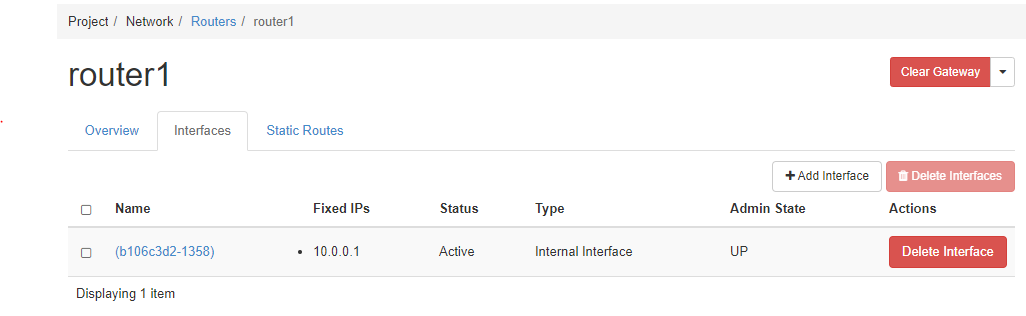 Project / Network / Routers / router1
router1
Clear Gateway
Overview Interfaces Static Routes
+ Add Interface Delete Interfaces
Name Fixed IPs Status Type Admin State Actions
(b106c3d2-1358) • 10.0.0.1 Active Internal Interface UP Delete Interface
Displaying 1 item
.